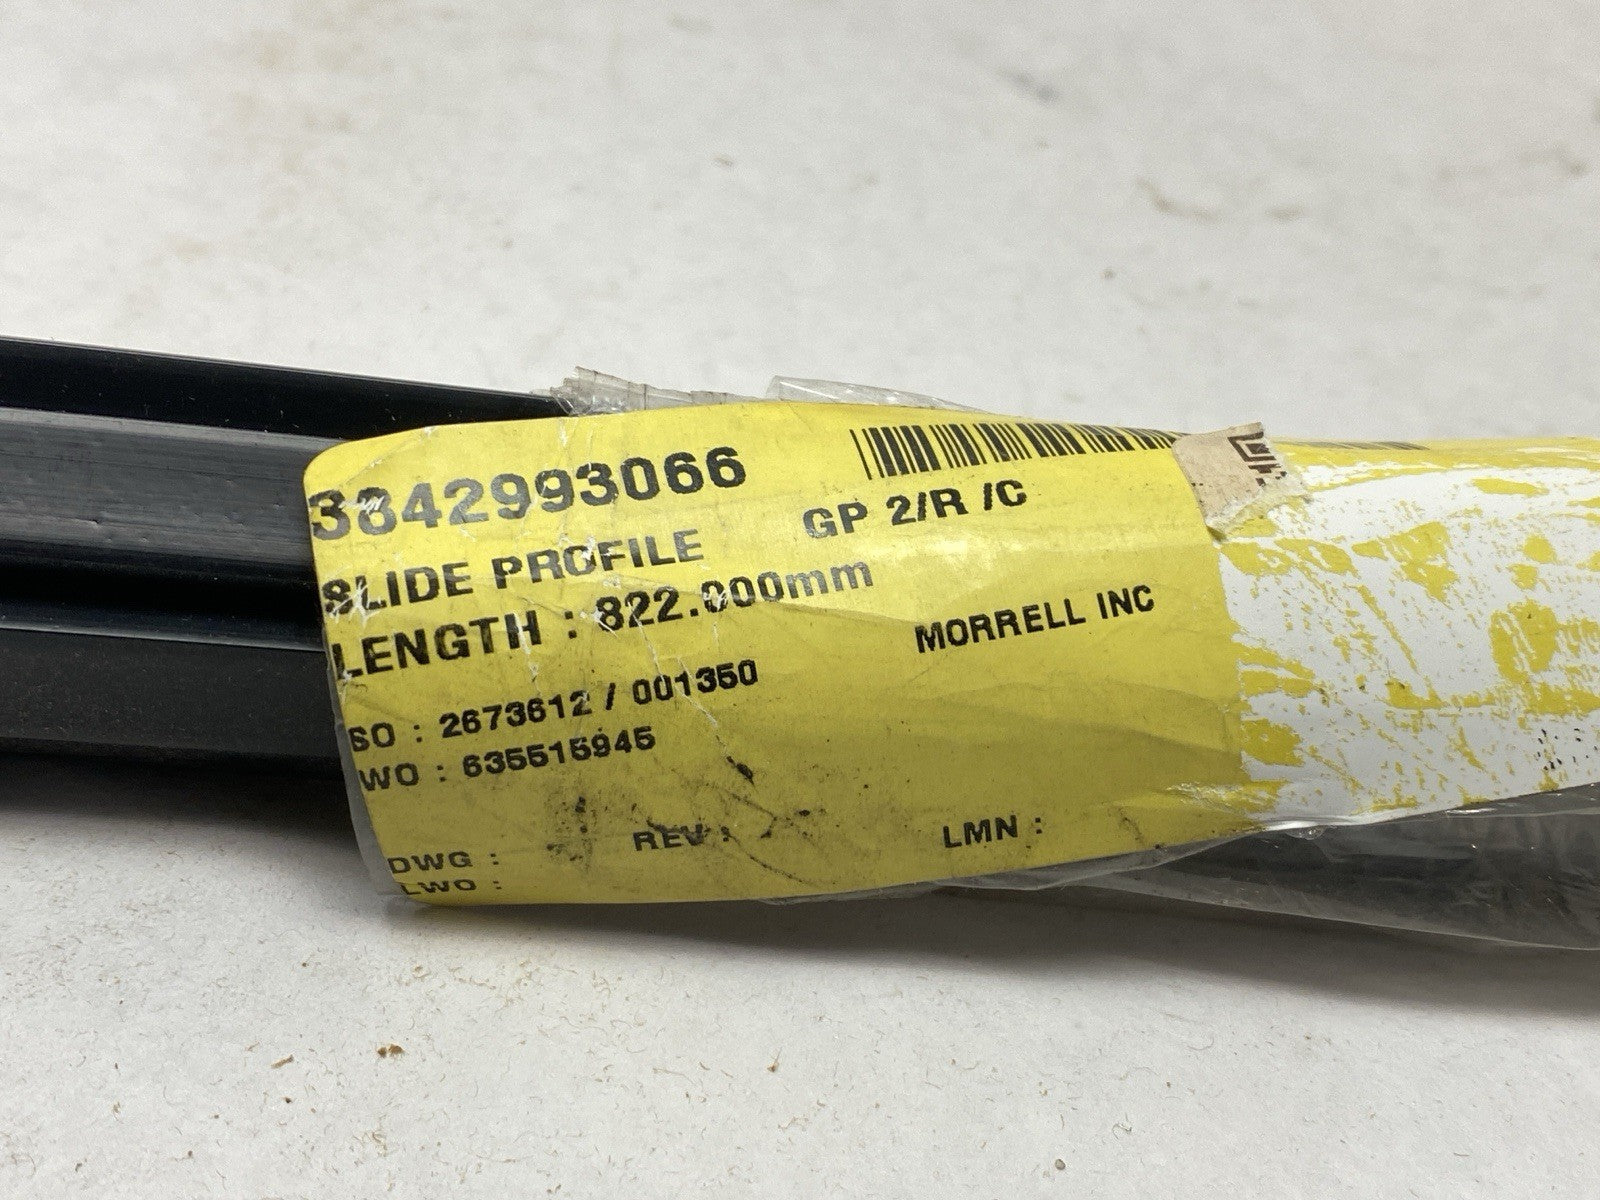 3842993066
SLIDE PROFILE GP 2/R /C
LENGTH : 822.000mm
MORRELL INC
SO : 2673612 / 001350
WO : 635515945
DWG : REV : LMN :
LWO :